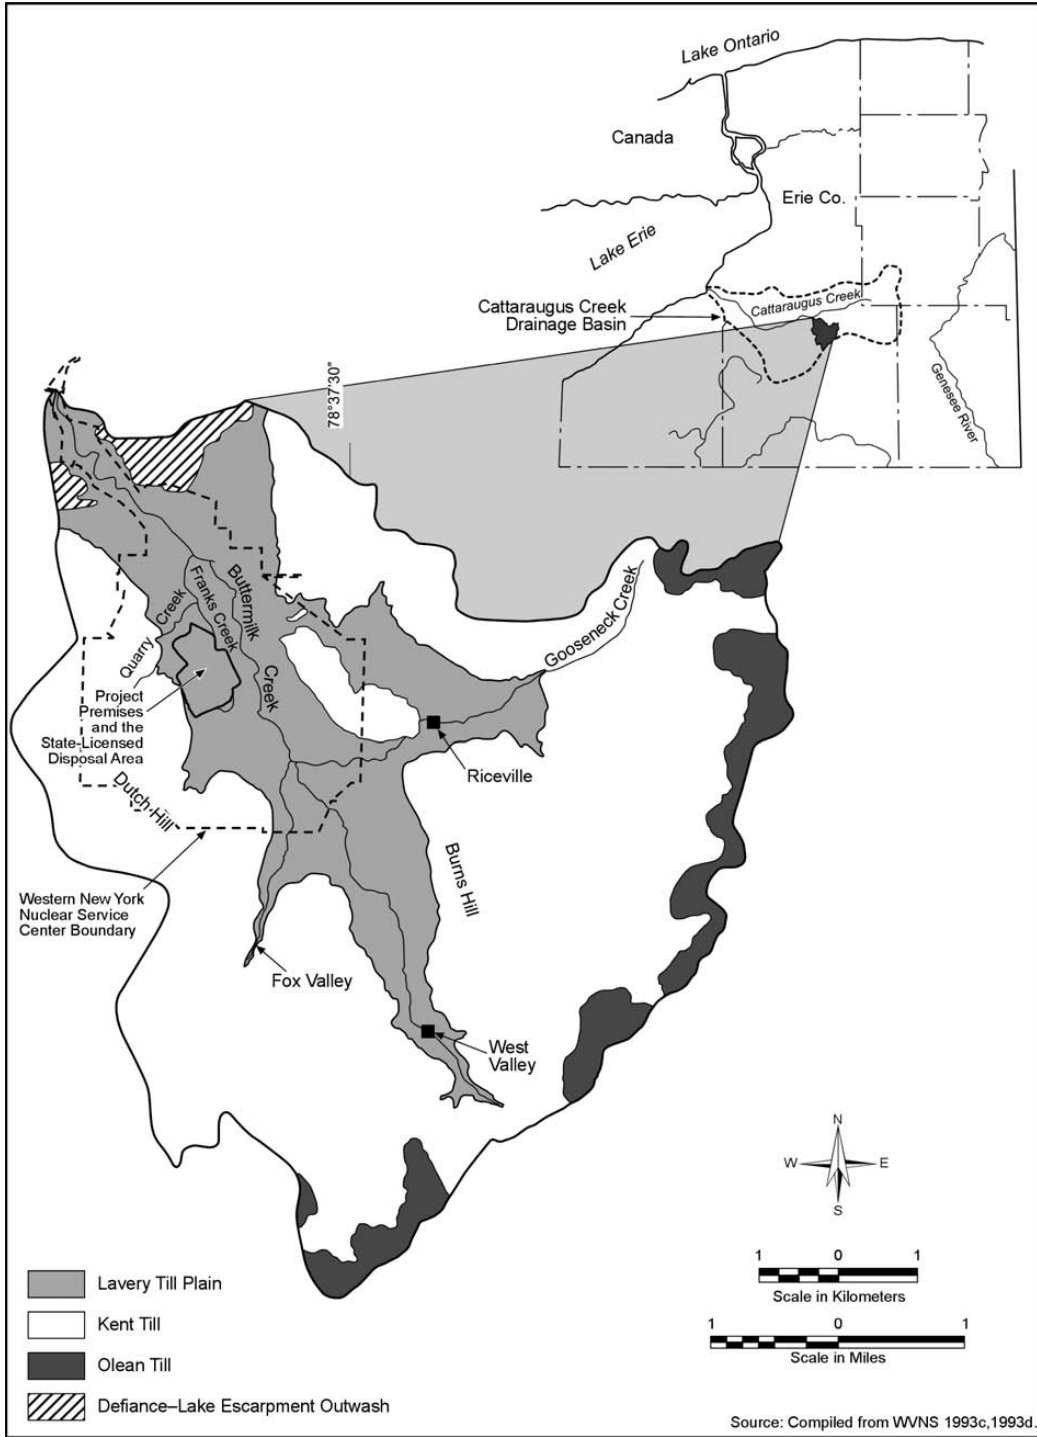 Lake Ontario
Canada
Erie Co.
Lake Erie
Cattaraugus Creek
Drainage Basin
Cattaraugus Creek
Genesee River
78°37'30"
Franks Creek
Buttermilk
Creek
Quarry Creek
Gooseneck Creek
Project
Premises
and the
State-Licensed
Disposal Area
Riceville
Dutch Hill
Burns Hill
Western New York
Nuclear Service
Center Boundary
Fox Valley
West
Valley
N
W E
S
Lavery Till Plain
Kent Till
Olean Till
Defiance–Lake Escarpment Outwash
1 0 1
Scale in Kilometers
1 0 1
Scale in Miles
Source: Compiled from WVNS 1993c,1993d.